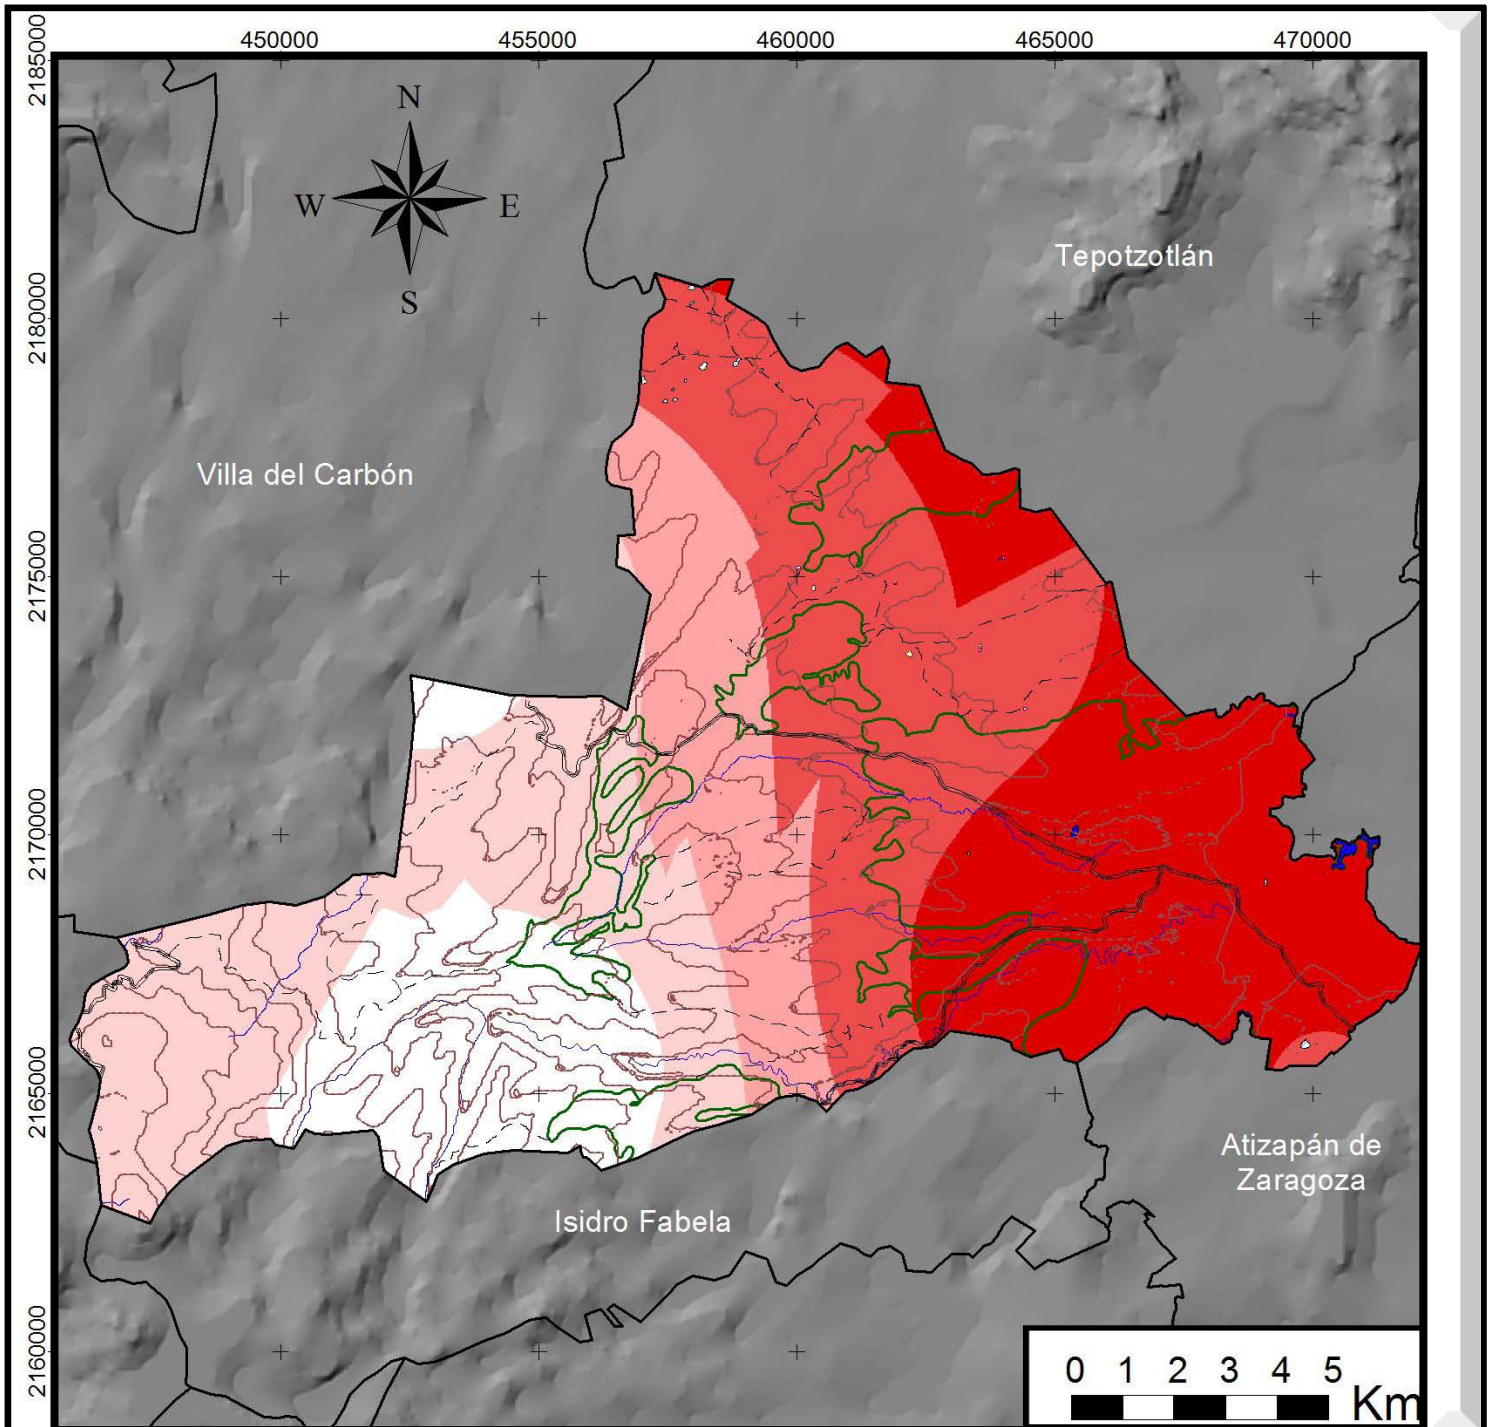 450000 455000 460000 465000 470000
2185000
2180000
2175000
2170000
2165000
2160000
N
W E
S
Tepotzotlán
Villa del Carbón
Atizapán de
Zaragoza
Isidro Fabela
0 1 2 3 4 5
Km